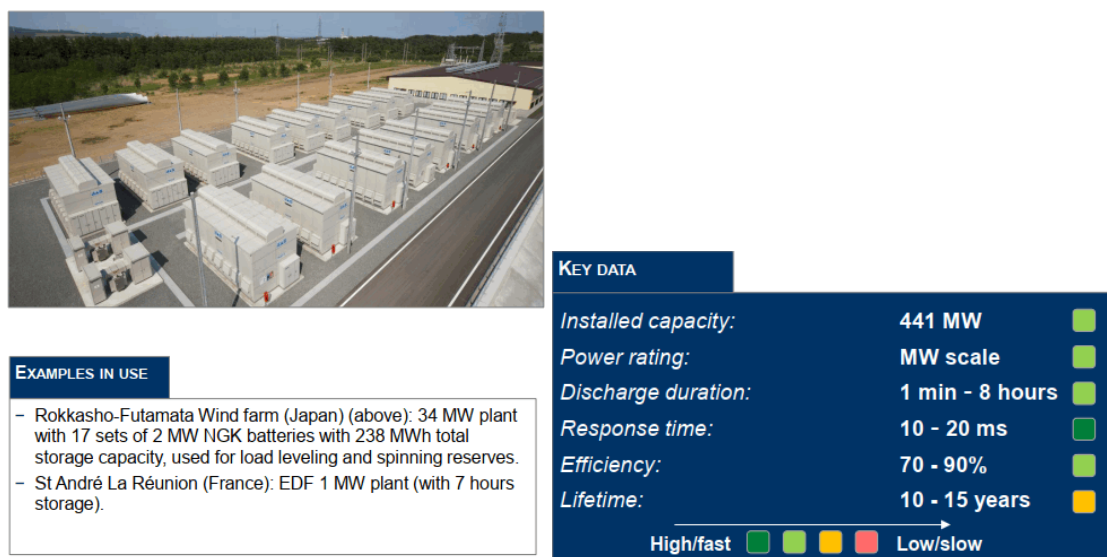 EXAMPLES IN USE
– Rokkasho-Futamata Wind farm (Japan) (above): 34 MW plant
with 17 sets of 2 MW NGK batteries with 238 MWh total
storage capacity, used for load leveling and spinning reserves.
– St André La Réunion (France): EDF 1 MW plant (with 7 hours
storage).
KEY DATA
Installed capacity: 441 MW
Power rating: MW scale
Discharge duration: 1 min - 8 hours
Response time: 10 - 20 ms
Efficiency: 70 - 90%
Lifetime: 10 - 15 years
High/fast Low/slow